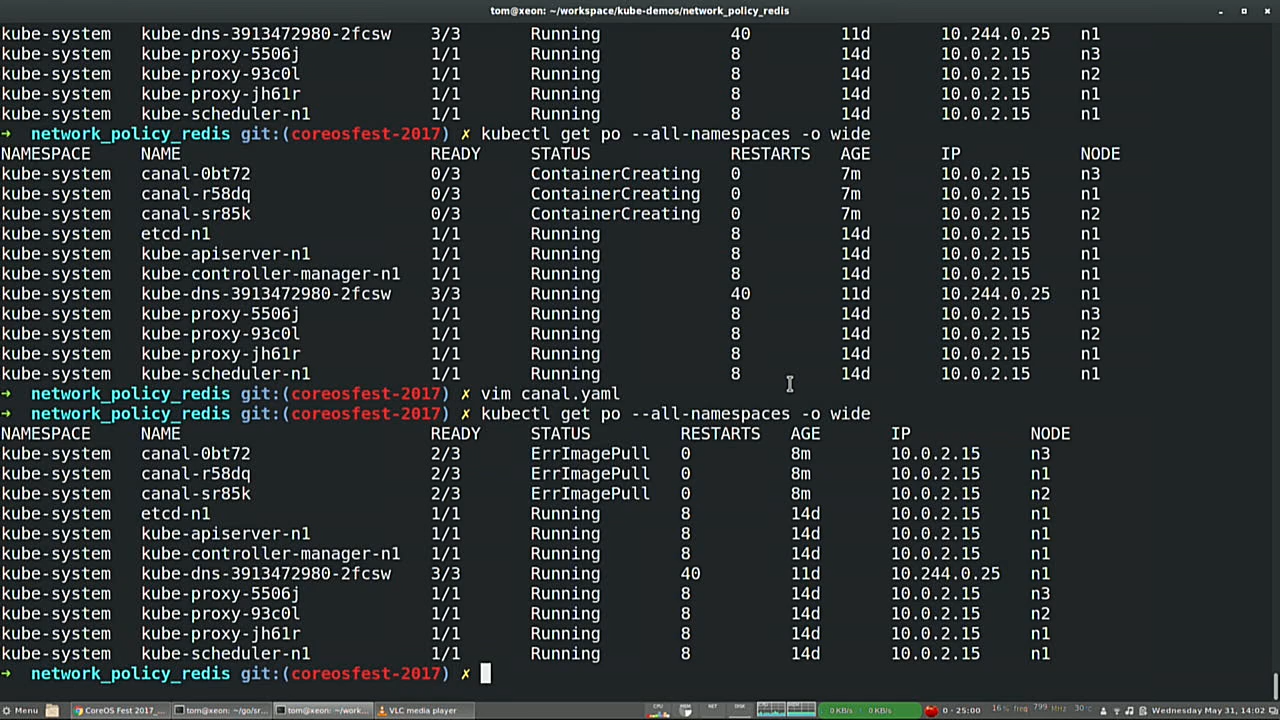 tom@xeon: ~/workspace/kube-demos/network_policy_redis
kube-system kube-dns-3913472980-2fcsw 3/3 Running 40 11d 10.244.0.25 n1
kube-system kube-proxy-5506j 1/1 Running 8 14d 10.0.2.15 n3
kube-system kube-proxy-93c0l 1/1 Running 8 14d 10.0.2.15 n2
kube-system kube-proxy-jh61r 1/1 Running 8 14d 10.0.2.15 n1
kube-system kube-scheduler-n1 1/1 Running 8 14d 10.0.2.15 n1
→ network_policy_redis git:(coreosfest-2017) ✗ kubectl get po --all-namespaces -o wide
NAMESPACE NAME READY STATUS RESTARTS AGE IP NODE
kube-system canal-0bt72 0/3 ContainerCreating 0 7m 10.0.2.15 n3
kube-system canal-r58dq 0/3 ContainerCreating 0 7m 10.0.2.15 n1
kube-system canal-sr85k 0/3 ContainerCreating 0 7m 10.0.2.15 n2
kube-system etcd-n1 1/1 Running 8 14d 10.0.2.15 n1
kube-system kube-apiserver-n1 1/1 Running 8 14d 10.0.2.15 n1
kube-system kube-controller-manager-n1 1/1 Running 8 14d 10.0.2.15 n1
kube-system kube-dns-3913472980-2fcsw 3/3 Running 40 11d 10.244.0.25 n1
kube-system kube-proxy-5506j 1/1 Running 8 14d 10.0.2.15 n3
kube-system kube-proxy-93c0l 1/1 Running 8 14d 10.0.2.15 n2
kube-system kube-proxy-jh61r 1/1 Running 8 14d 10.0.2.15 n1
kube-system kube-scheduler-n1 1/1 Running 8 14d 10.0.2.15 n1
→ network_policy_redis git:(coreosfest-2017) ✗ vim canal.yaml
→ network_policy_redis git:(coreosfest-2017) ✗ kubectl get po --all-namespaces -o wide
NAMESPACE NAME READY STATUS RESTARTS AGE IP NODE
kube-system canal-0bt72 2/3 ErrImagePull 0 8m 10.0.2.15 n3
kube-system canal-r58dq 2/3 ErrImagePull 0 8m 10.0.2.15 n1
kube-system canal-sr85k 2/3 ErrImagePull 0 8m 10.0.2.15 n2
kube-system etcd-n1 1/1 Running 8 14d 10.0.2.15 n1
kube-system kube-apiserver-n1 1/1 Running 8 14d 10.0.2.15 n1
kube-system kube-controller-manager-n1 1/1 Running 8 14d 10.0.2.15 n1
kube-system kube-dns-3913472980-2fcsw 3/3 Running 40 11d 10.244.0.25 n1
kube-system kube-proxy-5506j 1/1 Running 8 14d 10.0.2.15 n3
kube-system kube-proxy-93c0l 1/1 Running 8 14d 10.0.2.15 n2
kube-system kube-proxy-jh61r 1/1 Running 8 14d 10.0.2.15 n1
kube-system kube-scheduler-n1 1/1 Running 8 14d 10.0.2.15 n1
→ network_policy_redis git:(coreosfest-2017) ✗
Menu CoreOS Fest 2017_... tom@xeon: ~/go/sr... tom@xeon: ~/work... VLC media player CPU MEM NET DISK 0 KB/s 0 KB/s 0 - 25:00 16% freq 799 MHz 30°c Wednesday May 31, 14:02